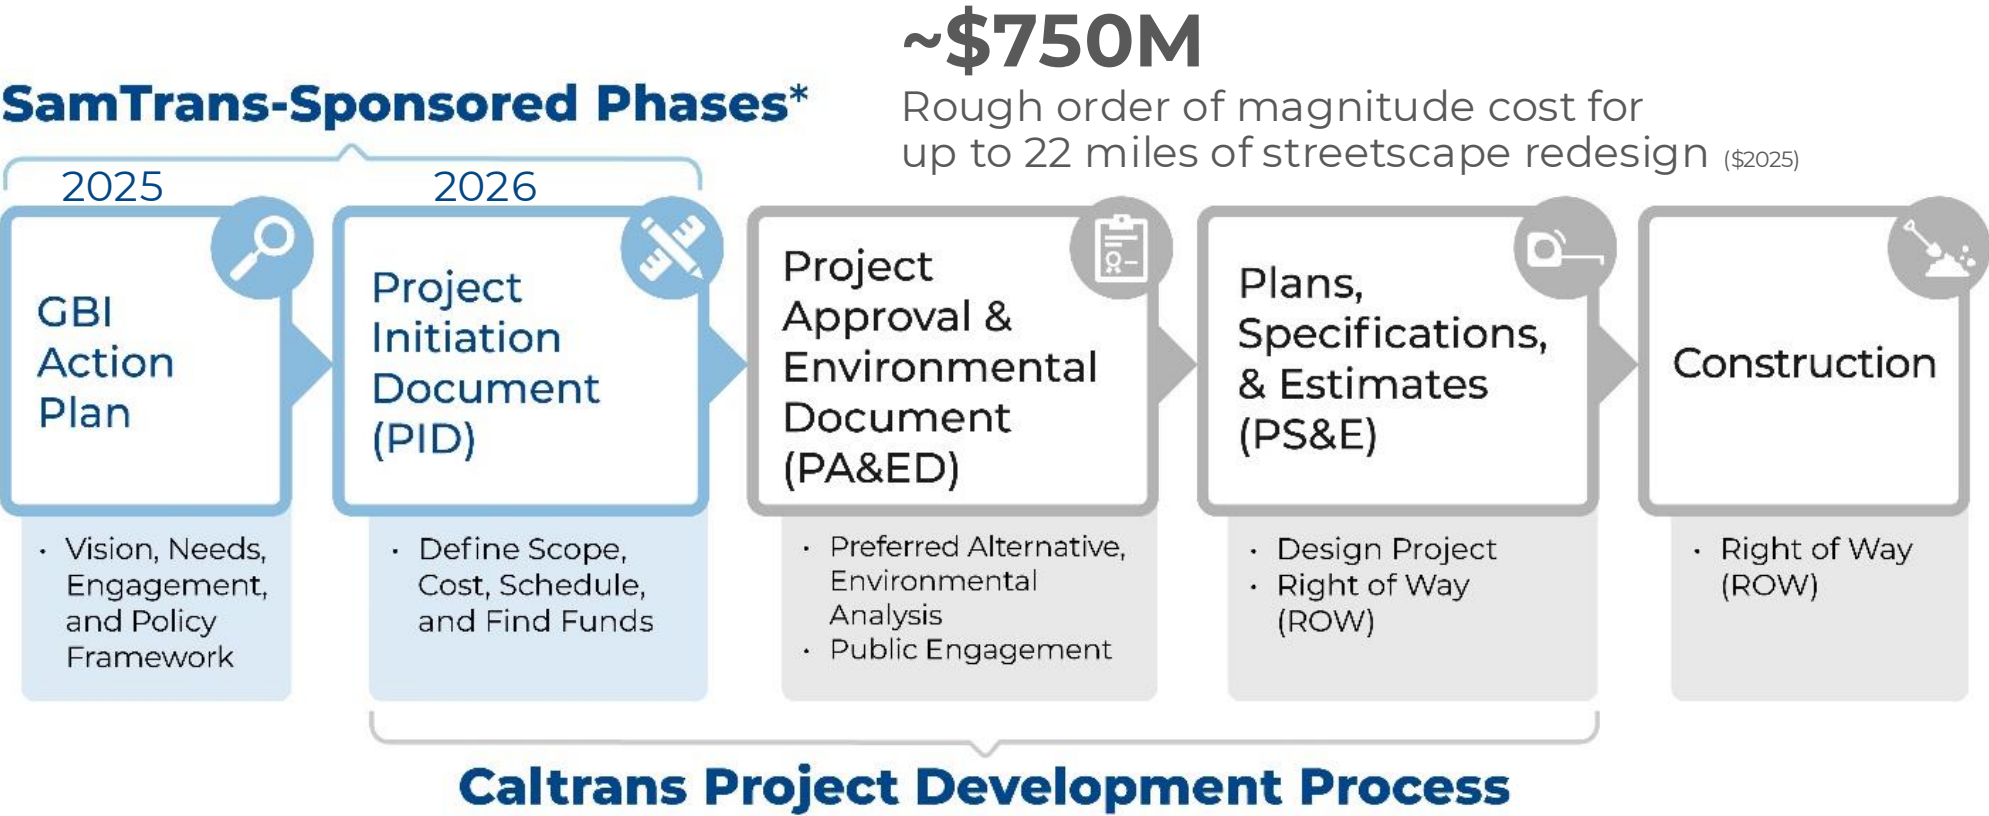 ~$750M
Rough order of magnitude cost for
up to 22 miles of streetscape redesign ($2025)
SamTrans-Sponsored Phases*
2025
2026
GBI
Action
Plan
Project
Initiation
Document
(PID)
Project
Approval &
Environmental
Document
(PA&ED)
Plans,
Specifications,
& Estimates
(PS&E)
Construction
· Vision, Needs,
Engagement,
and Policy
Framework
· Define Scope,
Cost, Schedule,
and Find Funds
· Preferred Alternative,
Environmental
Analysis
· Public Engagement
· Design Project
· Right of Way
(ROW)
· Right of Way
(ROW)
Caltrans Project Development Process